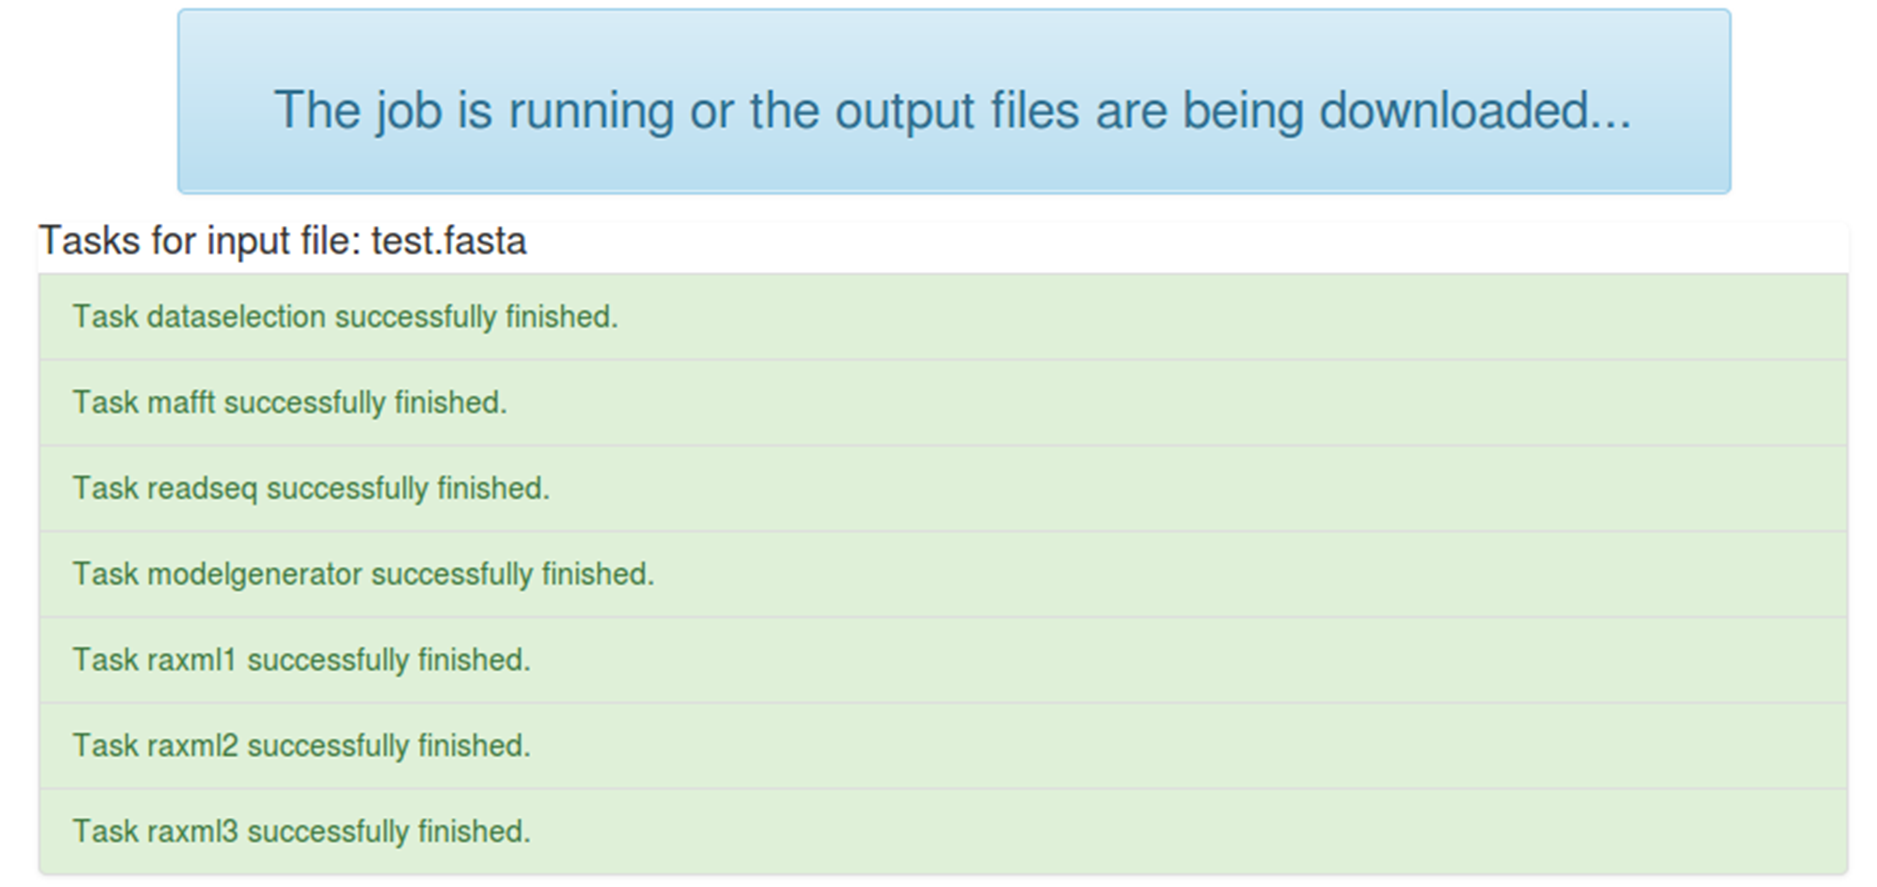 The job is running or the output files are being downloaded...
Tasks for input file: test.fasta
Task dataselection successfully finished.
Task mafft successfully finished.
Task readseq successfully finished.
Task modelgenerator successfully finished.
Task raxml1 successfully finished.
Task raxml2 successfully finished.
Task raxml3 successfully finished.